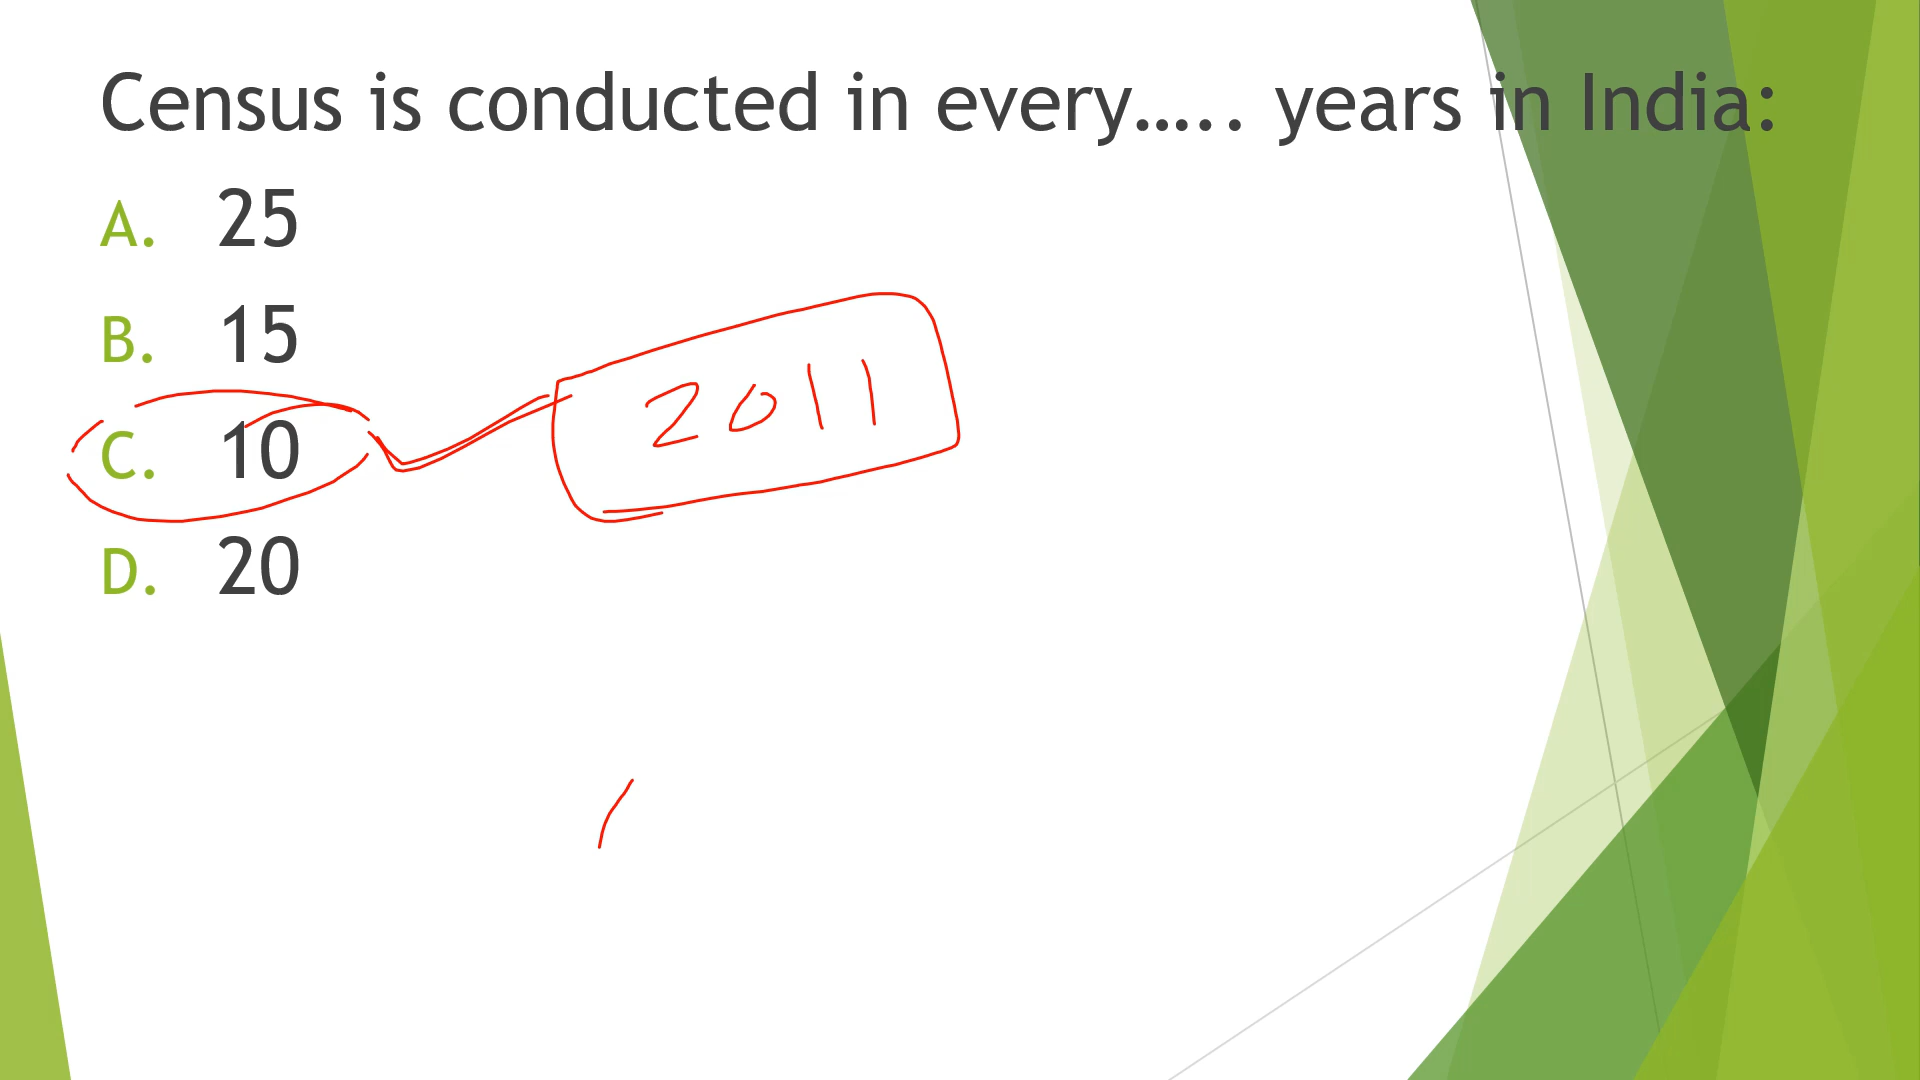 Census is conducted in every….. years in India:
A. 25
B. 15
C. 10
2011
D. 20